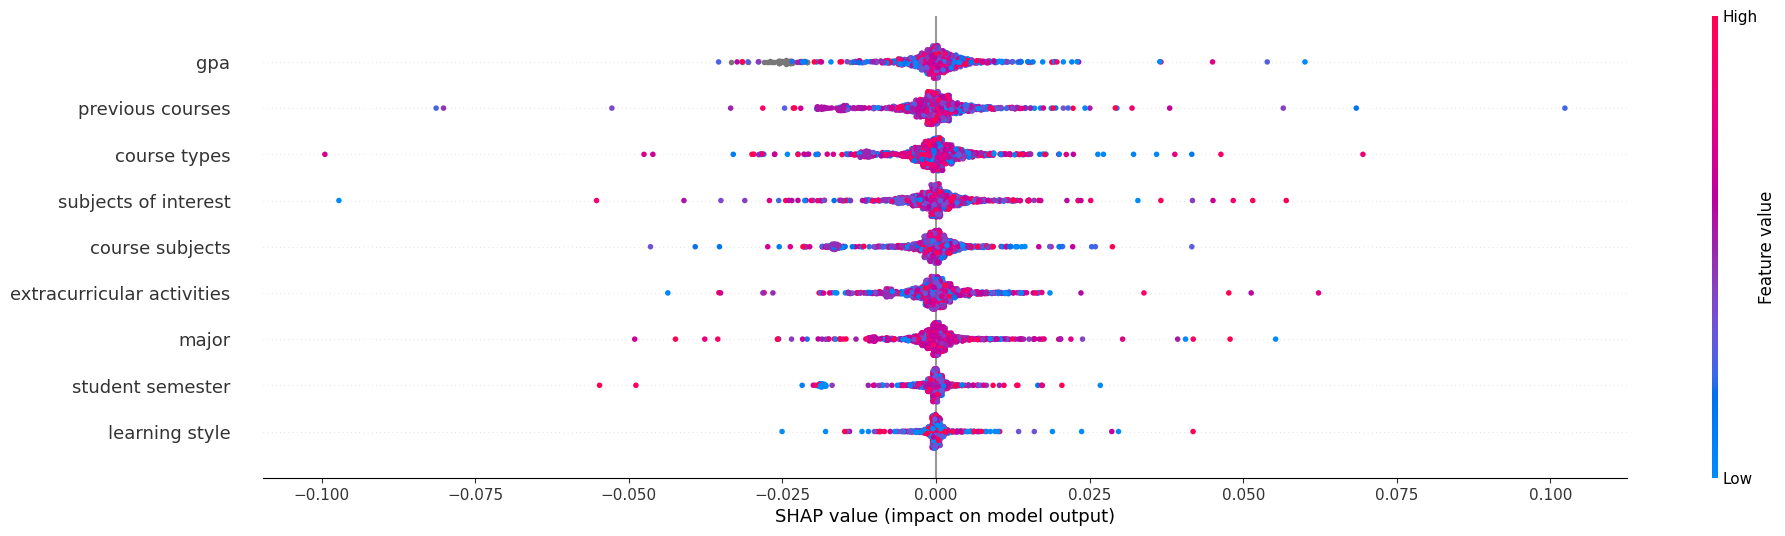 gpa
previous courses
course types
subjects of interest
course subjects
extracurricular activities
major
student semester
learning style
−0.100 −0.075 −0.050 −0.025 0.000 0.025 0.050 0.075 0.100
SHAP value (impact on model output)
High
Feature value
Low